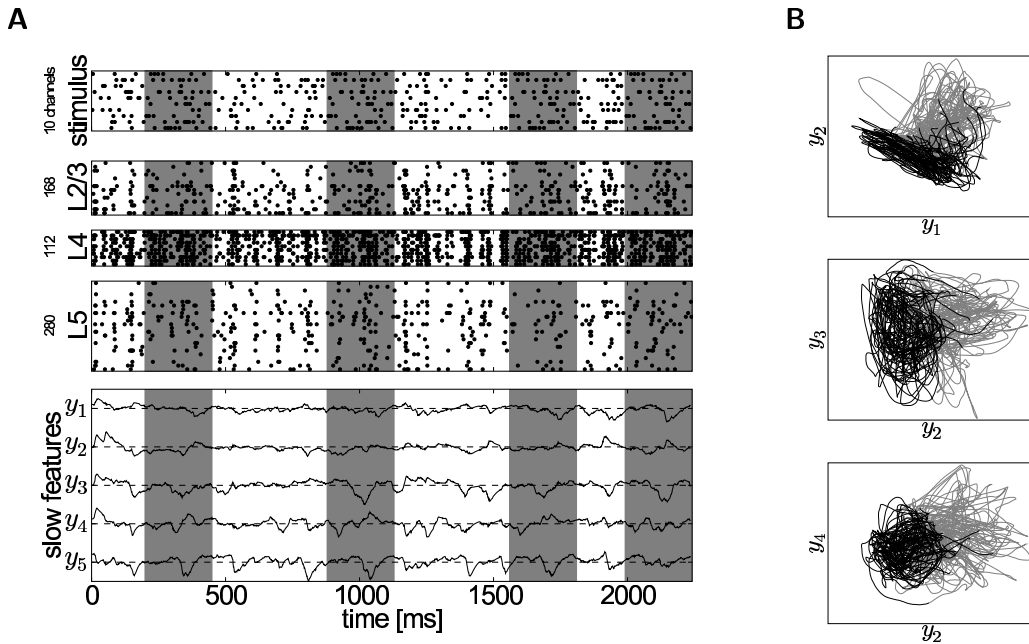 A
B
10 channels
stimulus
168
L2/3
112
L4
280
L5
slow features
y1
y2
y3
y4
y5
0 500 1000 1500 2000
time [ms]
y2
y1
y3
y2
y4
y2